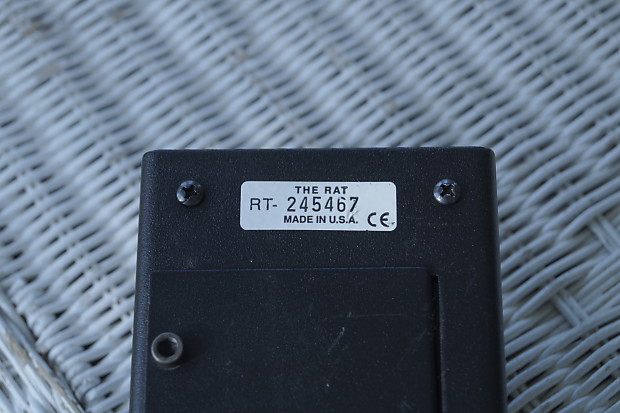 THE RAT
RT- 245467
MADE IN U.S.A. CE